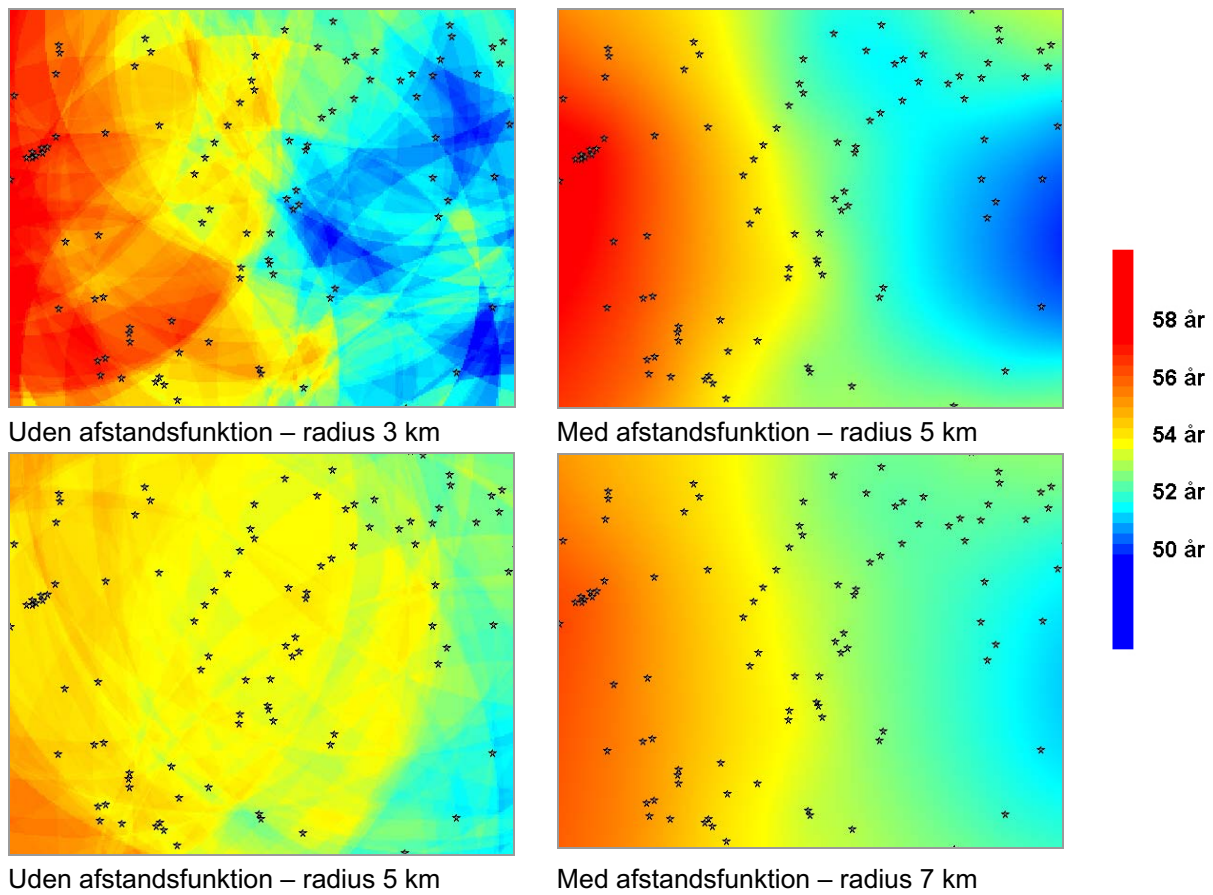 Uden afstandsfunktion – radius 3 km
Med afstandsfunktion – radius 5 km
58 år
56 år
54 år
52 år
50 år
Uden afstandsfunktion – radius 5 km
Med afstandsfunktion – radius 7 km